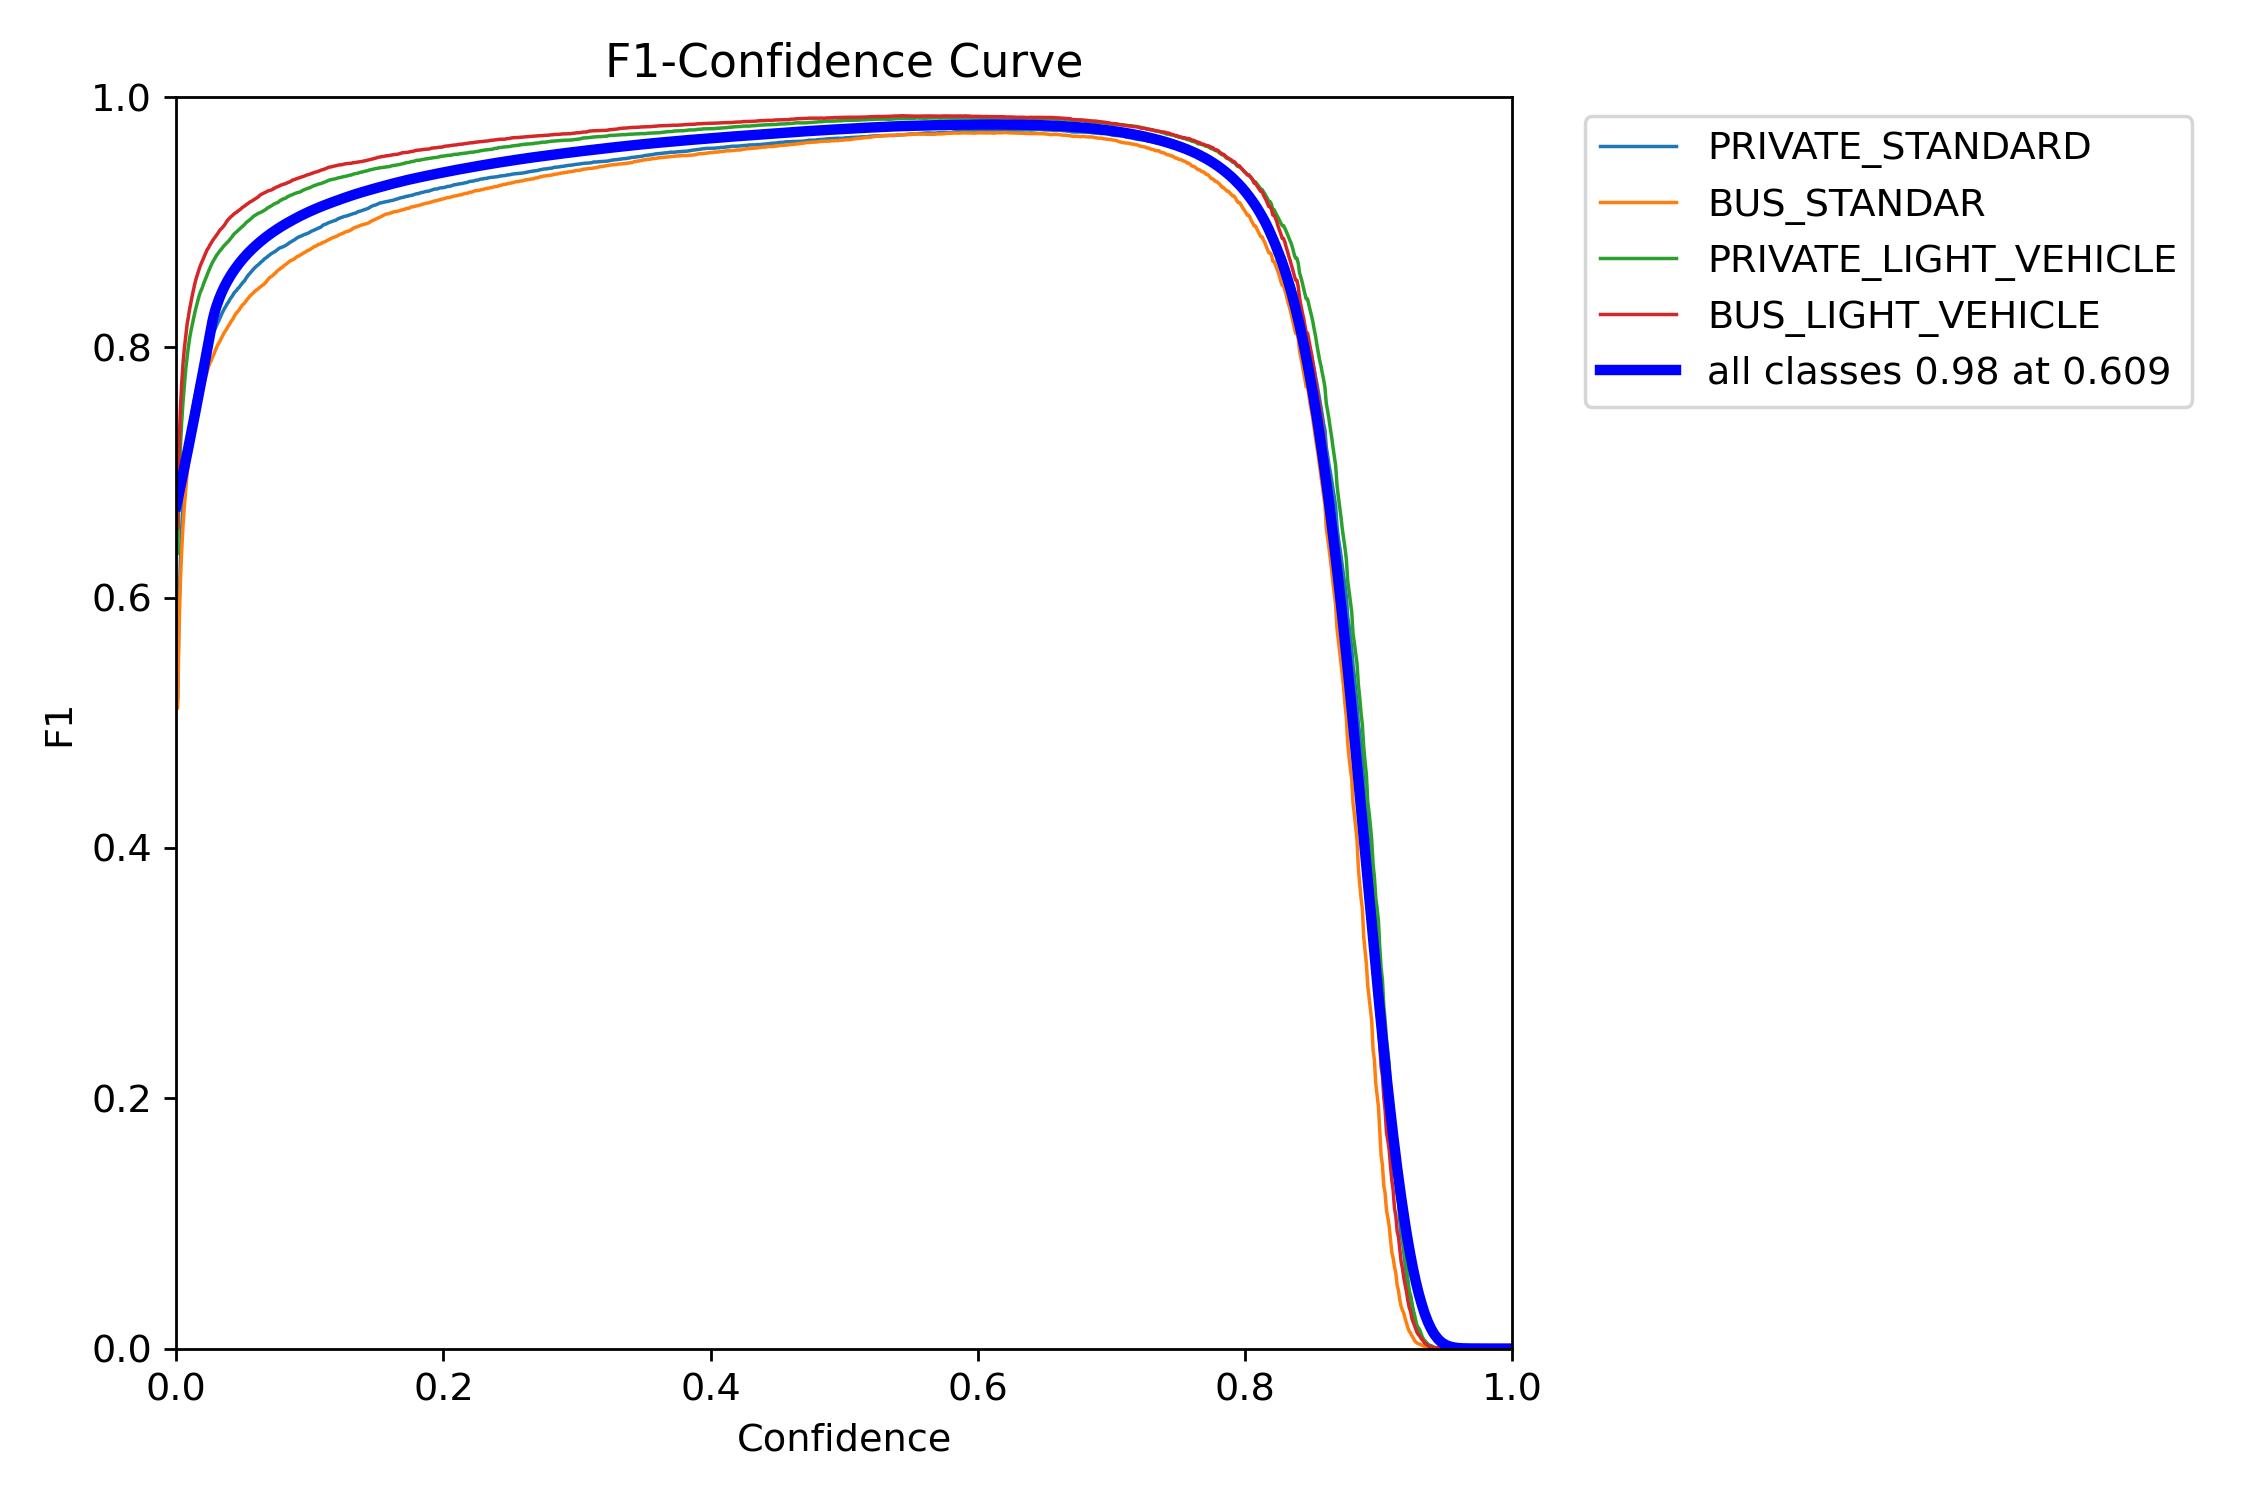 F1-Confidence Curve
1.0
0.8
0.6
0.4
0.2
0.0
F1
0.0 0.2 0.4 0.6 0.8 1.0
Confidence
PRIVATE_STANDARD
BUS_STANDAR
PRIVATE_LIGHT_VEHICLE
BUS_LIGHT_VEHICLE
all classes 0.98 at 0.609